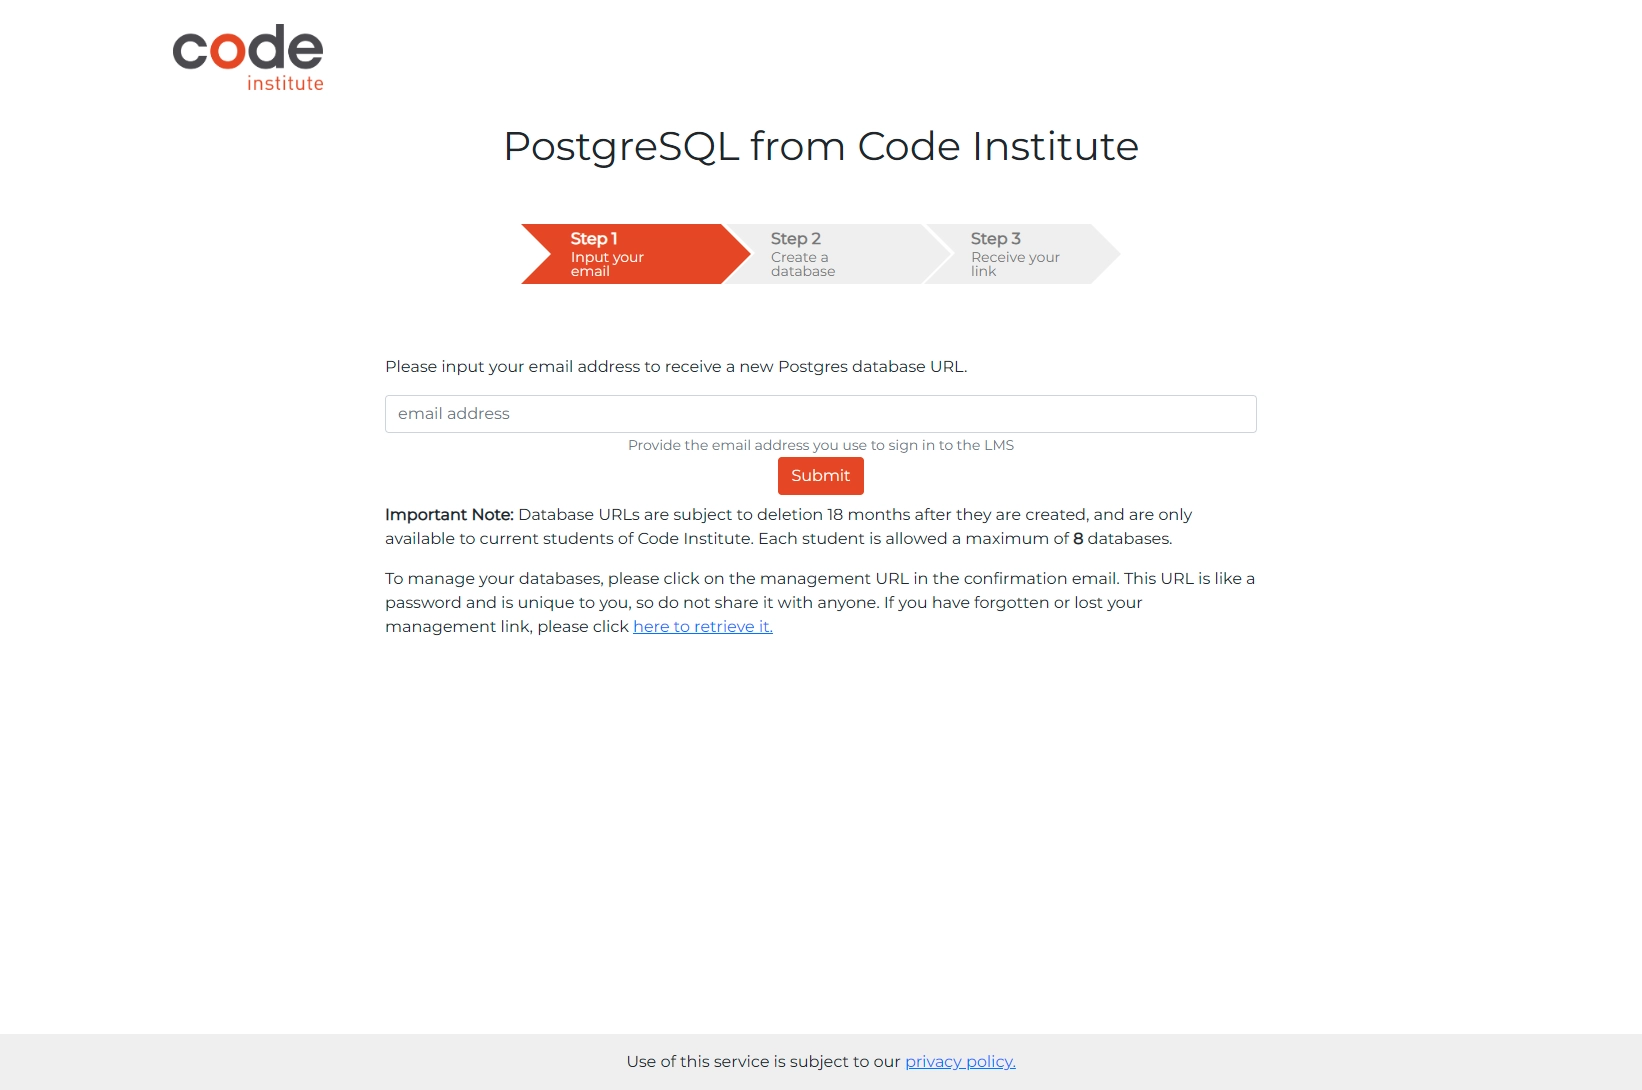 code
institute
PostgreSQL from Code Institute
Step 1
Input your
email
Step 2
Create a
database
Step 3
Receive your
link
Please input your email address to receive a new Postgres database URL.
email address
Provide the email address you use to sign in to the LMS
Submit
Important Note: Database URLs are subject to deletion 18 months after they are created, and are only
available to current students of Code Institute. Each student is allowed a maximum of 8 databases.
To manage your databases, please click on the management URL in the confirmation email. This URL is like a
password and is unique to you, so do not share it with anyone. If you have forgotten or lost your
management link, please click here to retrieve it.
Use of this service is subject to our privacy policy.